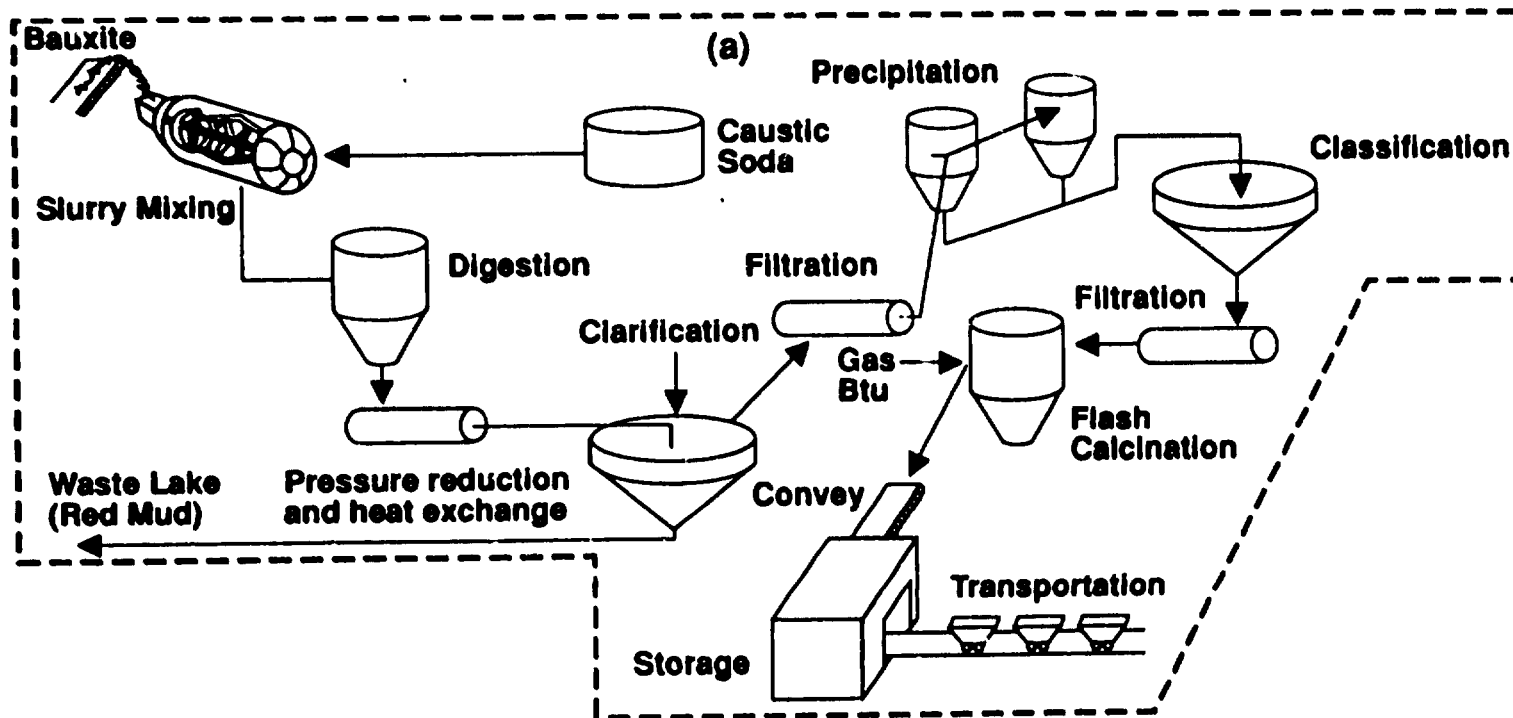 (a)
Bauxite
Precipitation
Caustic
Soda
Classification
Slurry Mixing
Digestion
Filtration
Filtration
Clarification
Gas
Btu
Flash
Calcination
Waste Lake
(Red Mud)
Pressure reduction
and heat exchange
Convey
Transportation
Storage